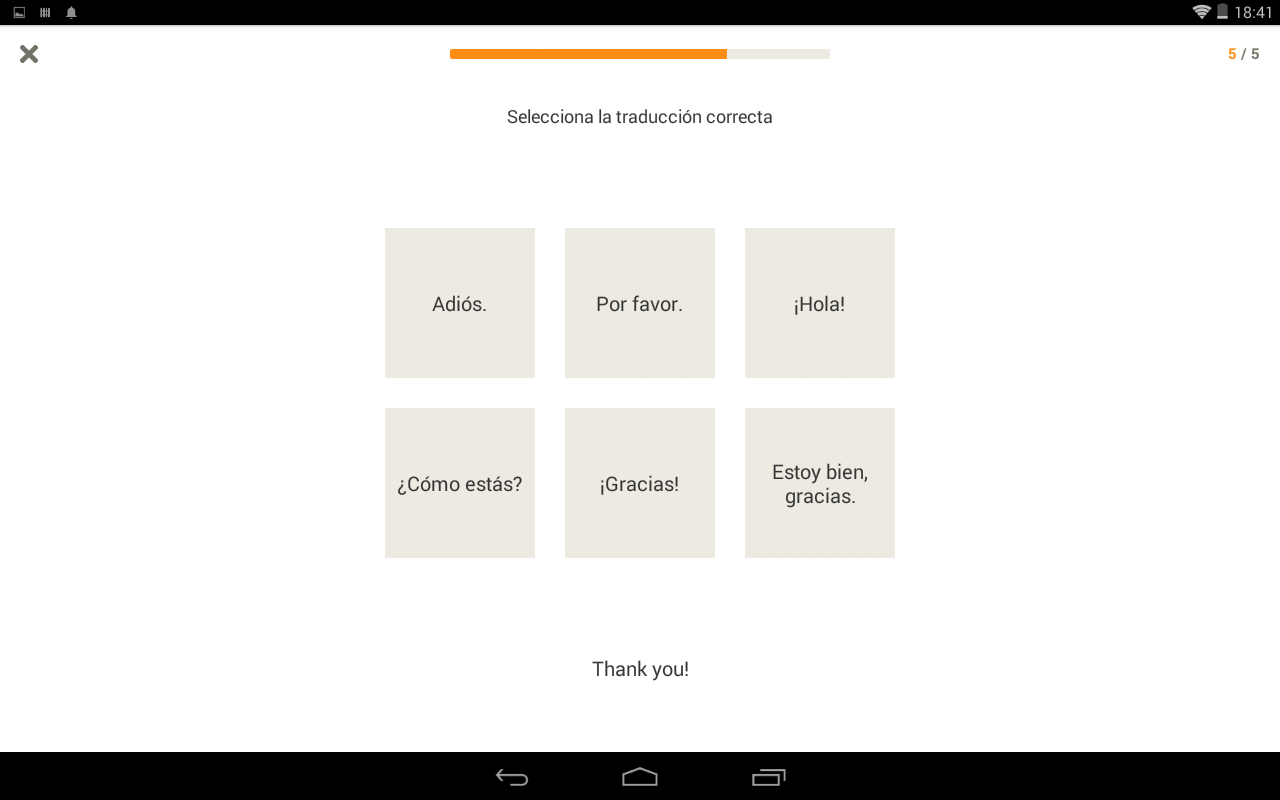 18:41
5 / 5
Selecciona la traducción correcta
Adiós.
Por favor.
¡Hola!
¿Cómo estás?
¡Gracias!
Estoy bien,
gracias.
Thank you!